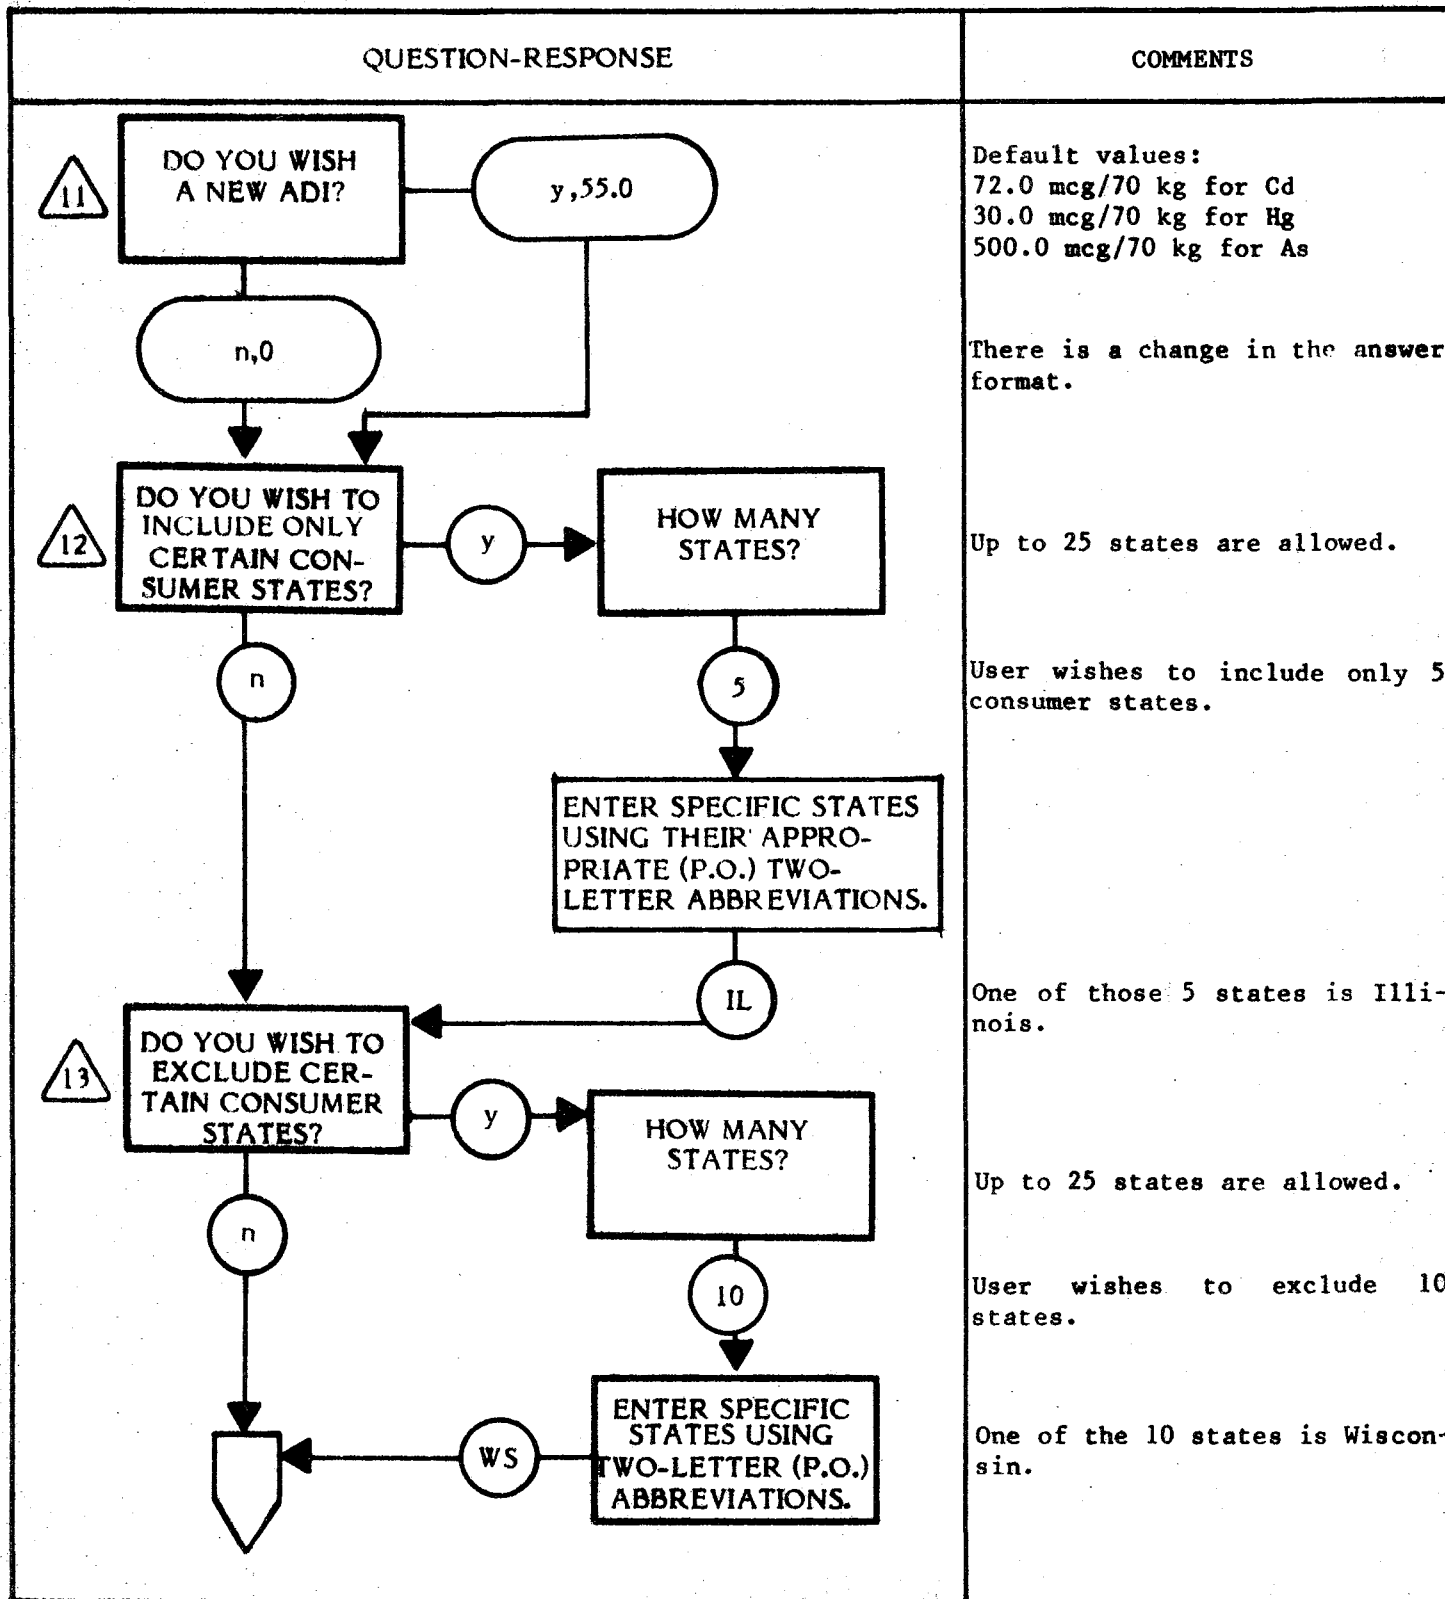 QUESTION-RESPONSE
COMMENTS
11
DO YOU WISH
A NEW ADI?
y,55.0
Default values:
72.0 mcg/70 kg for Cd
30.0 mcg/70 kg for Hg
500.0 mcg/70 kg for As
n,0
There is a change in the answer
format.
12
DO YOU WISH TO
INCLUDE ONLY
CERTAIN CON-
SUMER STATES?
y
HOW MANY
STATES?
Up to 25 states are allowed.
n
5
User wishes to include only 5
consumer states.
ENTER SPECIFIC STATES
USING THEIR APPRO-
PRIATE (P.O.) TWO-
LETTER ABBREVIATIONS.
IL
One of those 5 states is Illi-
nois.
13
DO YOU WISH TO
EXCLUDE CER-
TAIN CONSUMER
STATES?
y
HOW MANY
STATES?
Up to 25 states are allowed.
n
10
User wishes to exclude 10
states.
ENTER SPECIFIC
STATES USING
TWO-LETTER (P.O.)
ABBREVIATIONS.
WS
One of the 10 states is Wiscon-
sin.